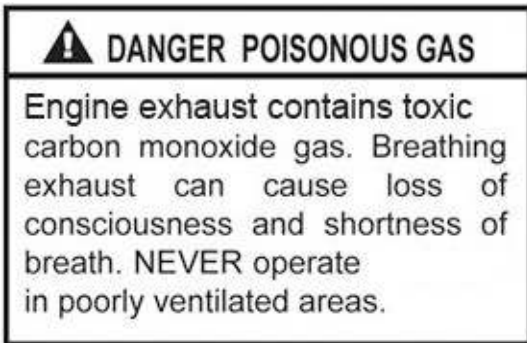 DANGER POISONOUS GAS
Engine exhaust contains toxic
carbon monoxide gas. Breathing
exhaust can cause loss of
consciousness and shortness of
breath. NEVER operate
in poorly ventilated areas.